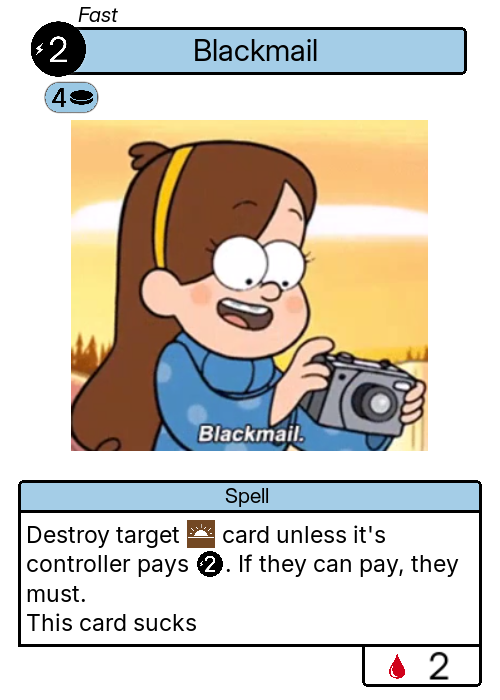 Fast
2
Blackmail
4
Blackmail.
Spell
Destroy target card unless it's
controller pays 2. If they can pay, they
must.
This card sucks
2